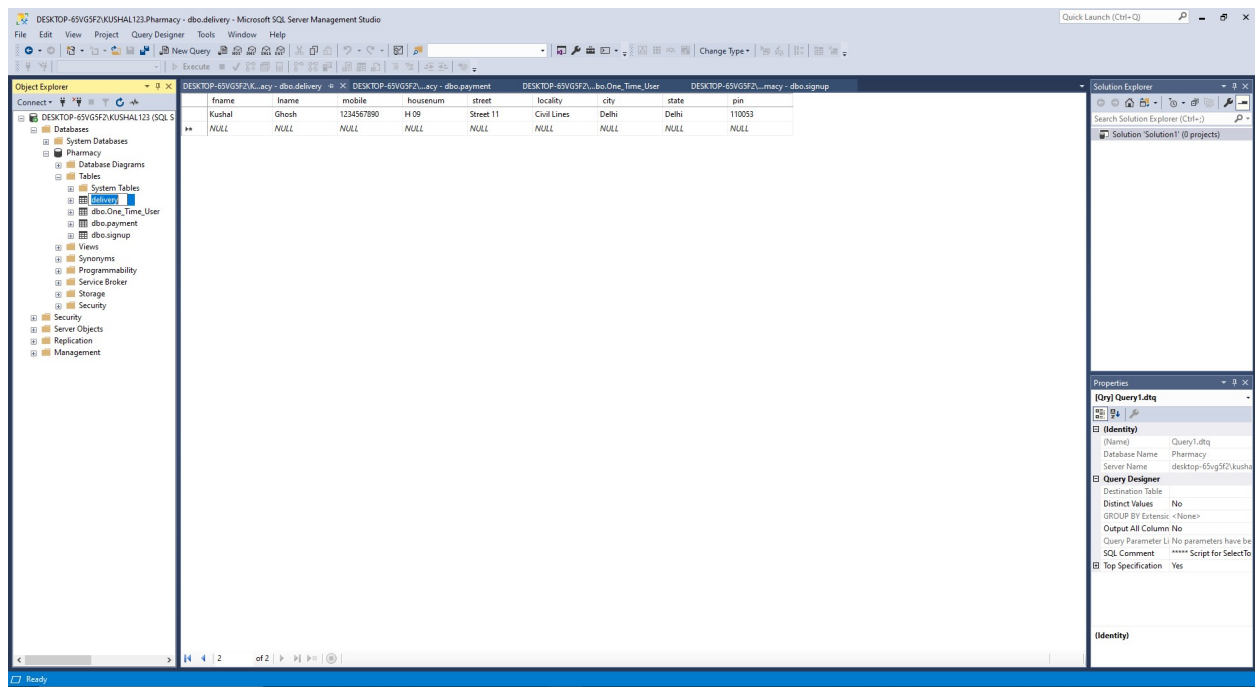 DESKTOP-65VG5F2\KUSHAL123.Pharmacy - dbo.delivery - Microsoft SQL Server Management Studio
Quick Launch (Ctrl+Q)
File Edit View Project Query Designer Tools Window Help
New Query Change Type
Execute
Object Explorer
Connect
DESKTOP-65VG5F2\KUSHAL123 (SQL S
Databases
System Databases
Pharmacy
Database Diagrams
Tables
System Tables
delivery
dbo.One_Time_User
dbo.payment
dbo.signup
Views
Synonyms
Programmability
Service Broker
Storage
Security
Security
Server Objects
Replication
Management
DESKTOP-65VG5F2\K...acy - dbo.delivery DESKTOP-65VG5F2\...acy - dbo.payment DESKTOP-65VG5F2\...bo.One_Time_User DESKTOP-65VG5F2\...macy - dbo.signup
fname lname mobile housenum street locality city state pin
Kushal Ghosh 1234567890 H 09 Street 11 Civil Lines Delhi Delhi 110053
NULL NULL NULL NULL NULL NULL NULL NULL NULL
2 of 2
Solution Explorer
Search Solution Explorer (Ctrl+;)
Solution 'Solution1' (0 projects)
Properties
[Qry] Query1.dtq
(Identity)
(Name) Query1.dtq
Database Name Pharmacy
Server Name desktop-65vg5f2\kusha
Query Designer
Destination Table
Distinct Values No
GROUP BY Extensic <None>
Output All Column No
Query Parameter Li No parameters have be
SQL Comment ***** Script for SelectTo
Top Specification Yes
(Identity)
Ready